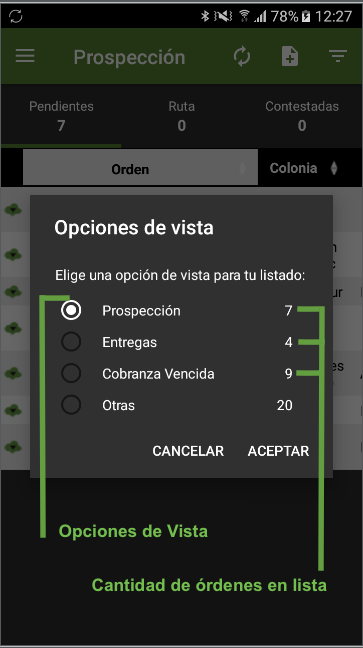 78% 12:27
Prospección
Pendientes Ruta Contestadas
7 0 0
Orden Colonia
Opciones de vista
Elige una opción de vista para tu listado:
Prospección 7
Entregas 4
Cobranza Vencida 9
Otras 20
CANCELAR ACEPTAR
Opciones de Vista
Cantidad de órdenes en lista